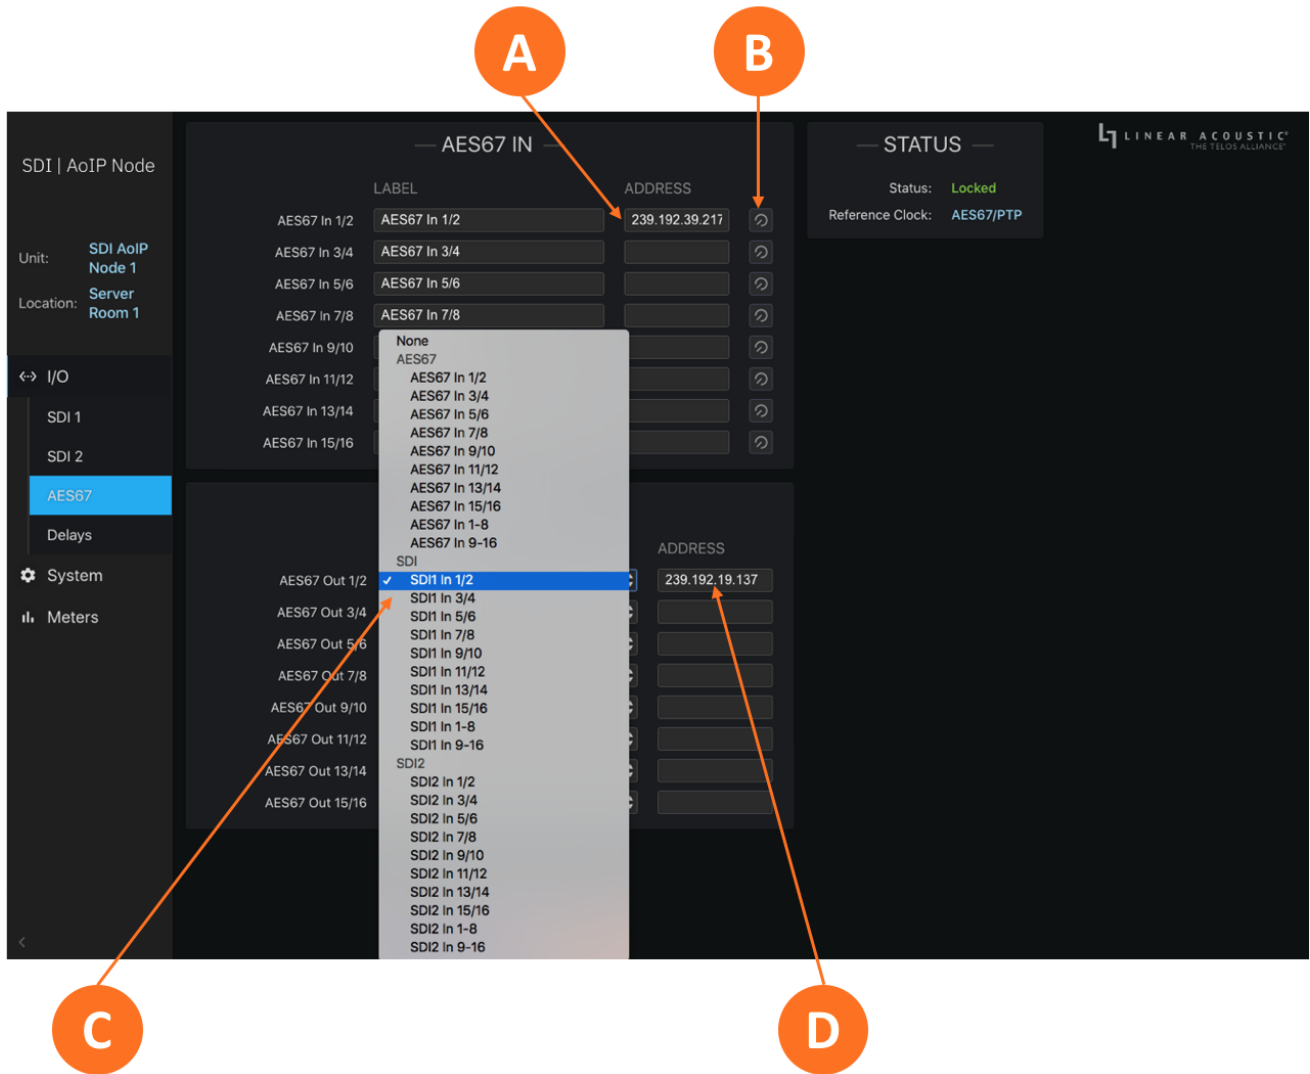 A
B
SDI | AoIP Node
Unit:
SDI AoIP
Node 1
Location:
Server
Room 1
I/O
SDI 1
SDI 2
AES67
Delays
System
Meters
<
— AES67 IN —
LABEL ADDRESS
AES67 In 1/2 AES67 In 1/2 239.192.39.217
AES67 In 3/4 AES67 In 3/4
AES67 In 5/6 AES67 In 5/6
AES67 In 7/8 AES67 In 7/8
AES67 In 9/10
AES67 In 11/12
AES67 In 13/14
AES67 In 15/16
— STATUS —
Status: Locked
Reference Clock: AES67/PTP
LINEAR ACOUSTIC®
THE TELOS ALLIANCE®
None
AES67
AES67 In 1/2
AES67 In 3/4
AES67 In 5/6
AES67 In 7/8
AES67 In 9/10
AES67 In 11/12
AES67 In 13/14
AES67 In 15/16
AES67 In 1-8
AES67 In 9-16
SDI
✓ SDI1 In 1/2
SDI1 In 3/4
SDI1 In 5/6
SDI1 In 7/8
SDI1 In 9/10
SDI1 In 11/12
SDI1 In 13/14
SDI1 In 15/16
SDI1 In 1-8
SDI1 In 9-16
SDI2
SDI2 In 1/2
SDI2 In 3/4
SDI2 In 5/6
SDI2 In 7/8
SDI2 In 9/10
SDI2 In 11/12
SDI2 In 13/14
SDI2 In 15/16
SDI2 In 1-8
SDI2 In 9-16
ADDRESS
AES67 Out 1/2 239.192.19.137
AES67 Out 3/4
AES67 Out 5/6
AES67 Out 7/8
AES67 Out 9/10
AES67 Out 11/12
AES67 Out 13/14
AES67 Out 15/16
C
D